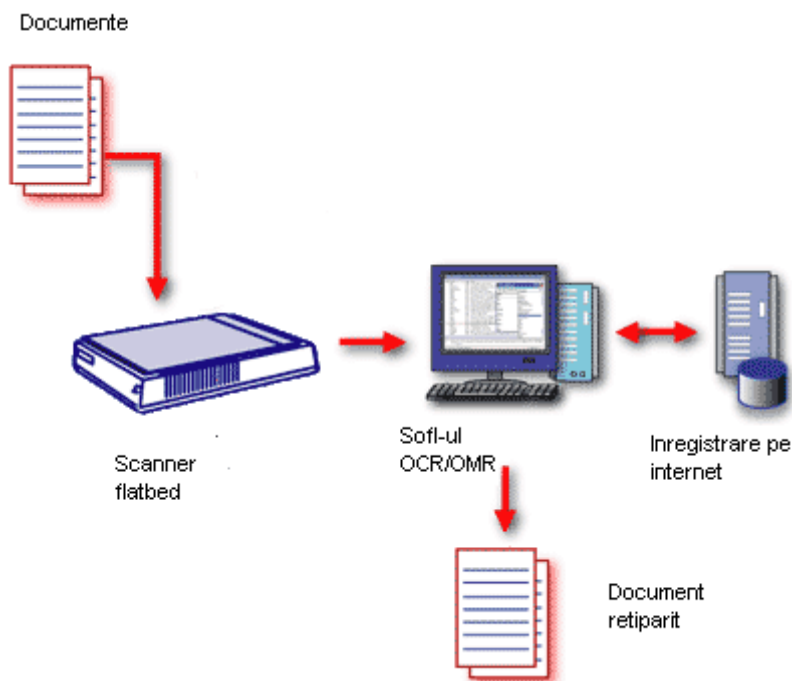 Documente
Scanner
flatbed
Sofl-ul
OCR/OMR
Inregistrare pe
internet
Document
retiparit